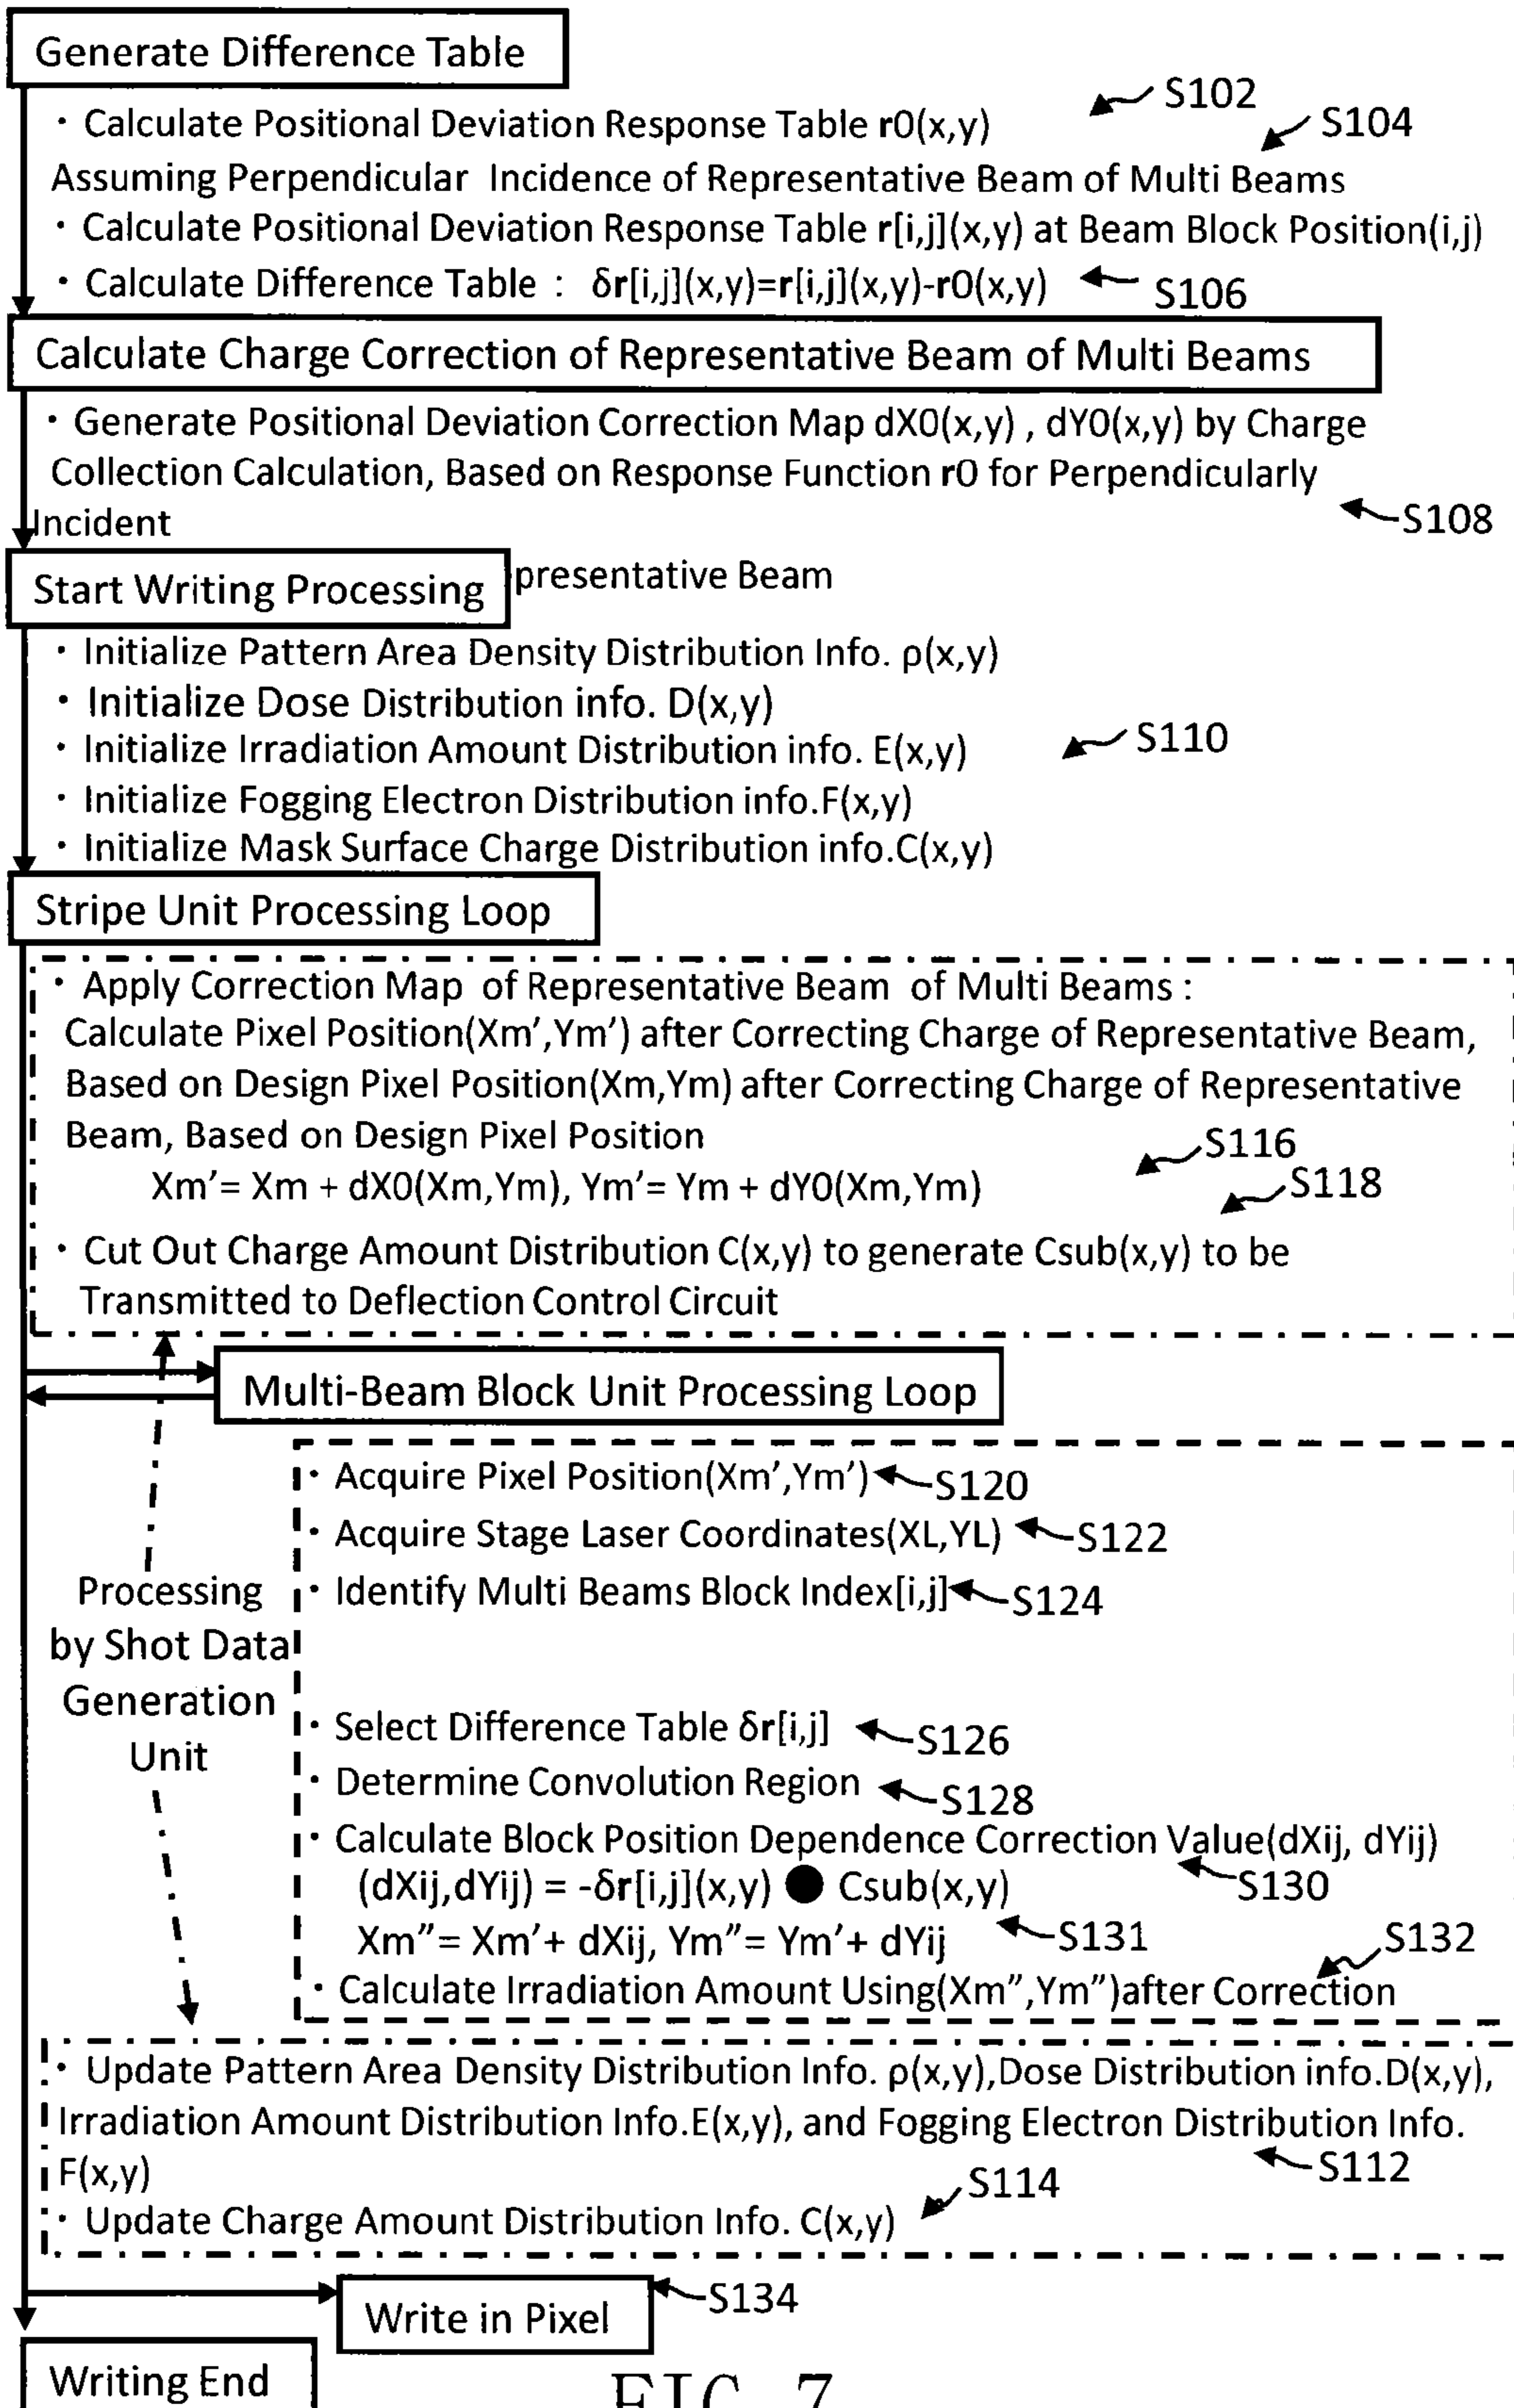 Generate Difference Table
· Calculate Positional Deviation Response Table r0(x,y)
S102
S104
Assuming Perpendicular Incidence of Representative Beam of Multi Beams
· Calculate Positional Deviation Response Table r[i,j](x,y) at Beam Block Position(i,j)
· Calculate Difference Table : δr[i,j](x,y)=r[i,j](x,y)-r0(x,y)
S106
Calculate Charge Correction of Representative Beam of Multi Beams
· Generate Positional Deviation Correction Map dX0(x,y) , dY0(x,y) by Charge
Collection Calculation, Based on Response Function r0 for Perpendicularly
S108
Incident
Start Writing Processing
presentative Beam
· Initialize Pattern Area Density Distribution Info. ρ(x,y)
· Initialize Dose Distribution info. D(x,y)
· Initialize Irradiation Amount Distribution info. E(x,y)
S110
· Initialize Fogging Electron Distribution info.F(x,y)
· Initialize Mask Surface Charge Distribution info.C(x,y)
Stripe Unit Processing Loop
· Apply Correction Map of Representative Beam of Multi Beams :
Calculate Pixel Position(Xm′,Ym′) after Correcting Charge of Representative Beam,
Based on Design Pixel Position(Xm,Ym) after Correcting Charge of Representative
Beam, Based on Design Pixel Position
S116
Xm′= Xm + dX0(Xm,Ym), Ym′= Ym + dY0(Xm,Ym)
S118
· Cut Out Charge Amount Distribution C(x,y) to generate Csub(x,y) to be
Transmitted to Deflection Control Circuit
Multi-Beam Block Unit Processing Loop
· Acquire Pixel Position(Xm′,Ym′)
S120
· Acquire Stage Laser Coordinates(XL,YL)
S122
· Identify Multi Beams Block Index[i,j]
S124
Processing
by Shot Data
Generation
Unit
· Select Difference Table δr[i,j]
S126
· Determine Convolution Region
S128
· Calculate Block Position Dependence Correction Value(dXij, dYij)
(dXij,dYij) = -δr[i,j](x,y) ● Csub(x,y)
S130
Xm″= Xm′+ dXij, Ym″= Ym′+ dYij
S131
S132
· Calculate Irradiation Amount Using(Xm″,Ym″)after Correction
· Update Pattern Area Density Distribution Info. ρ(x,y),Dose Distribution info.D(x,y),
Irradiation Amount Distribution Info.E(x,y), and Fogging Electron Distribution Info.
F(x,y)
S112
S114
· Update Charge Amount Distribution Info. C(x,y)
Write in Pixel
S134
Writing End
FIG. 7